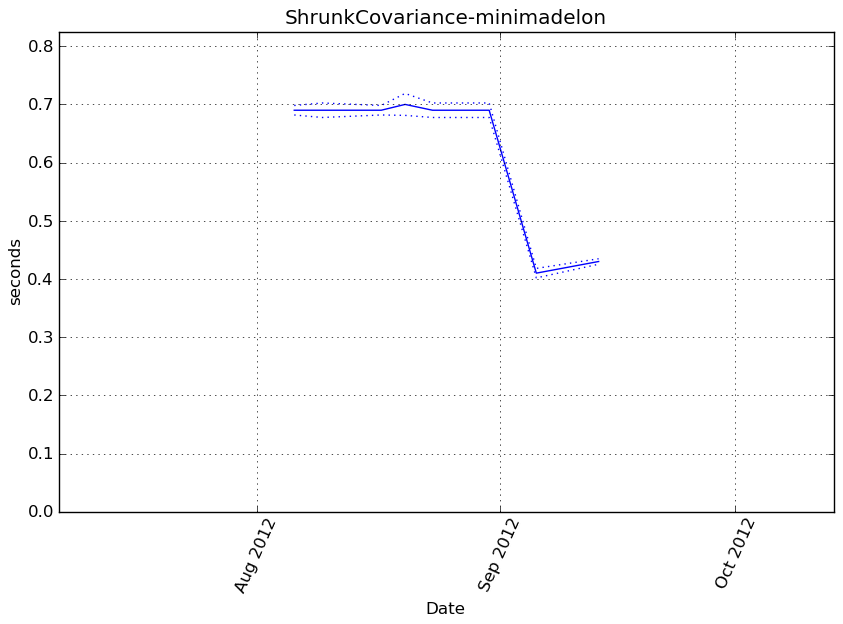 ShrunkCovariance-minimadelon
0.8
0.7
0.6
0.5
0.4
0.3
0.2
0.1
0.0
seconds
Aug 2012
Sep 2012
Oct 2012
Date